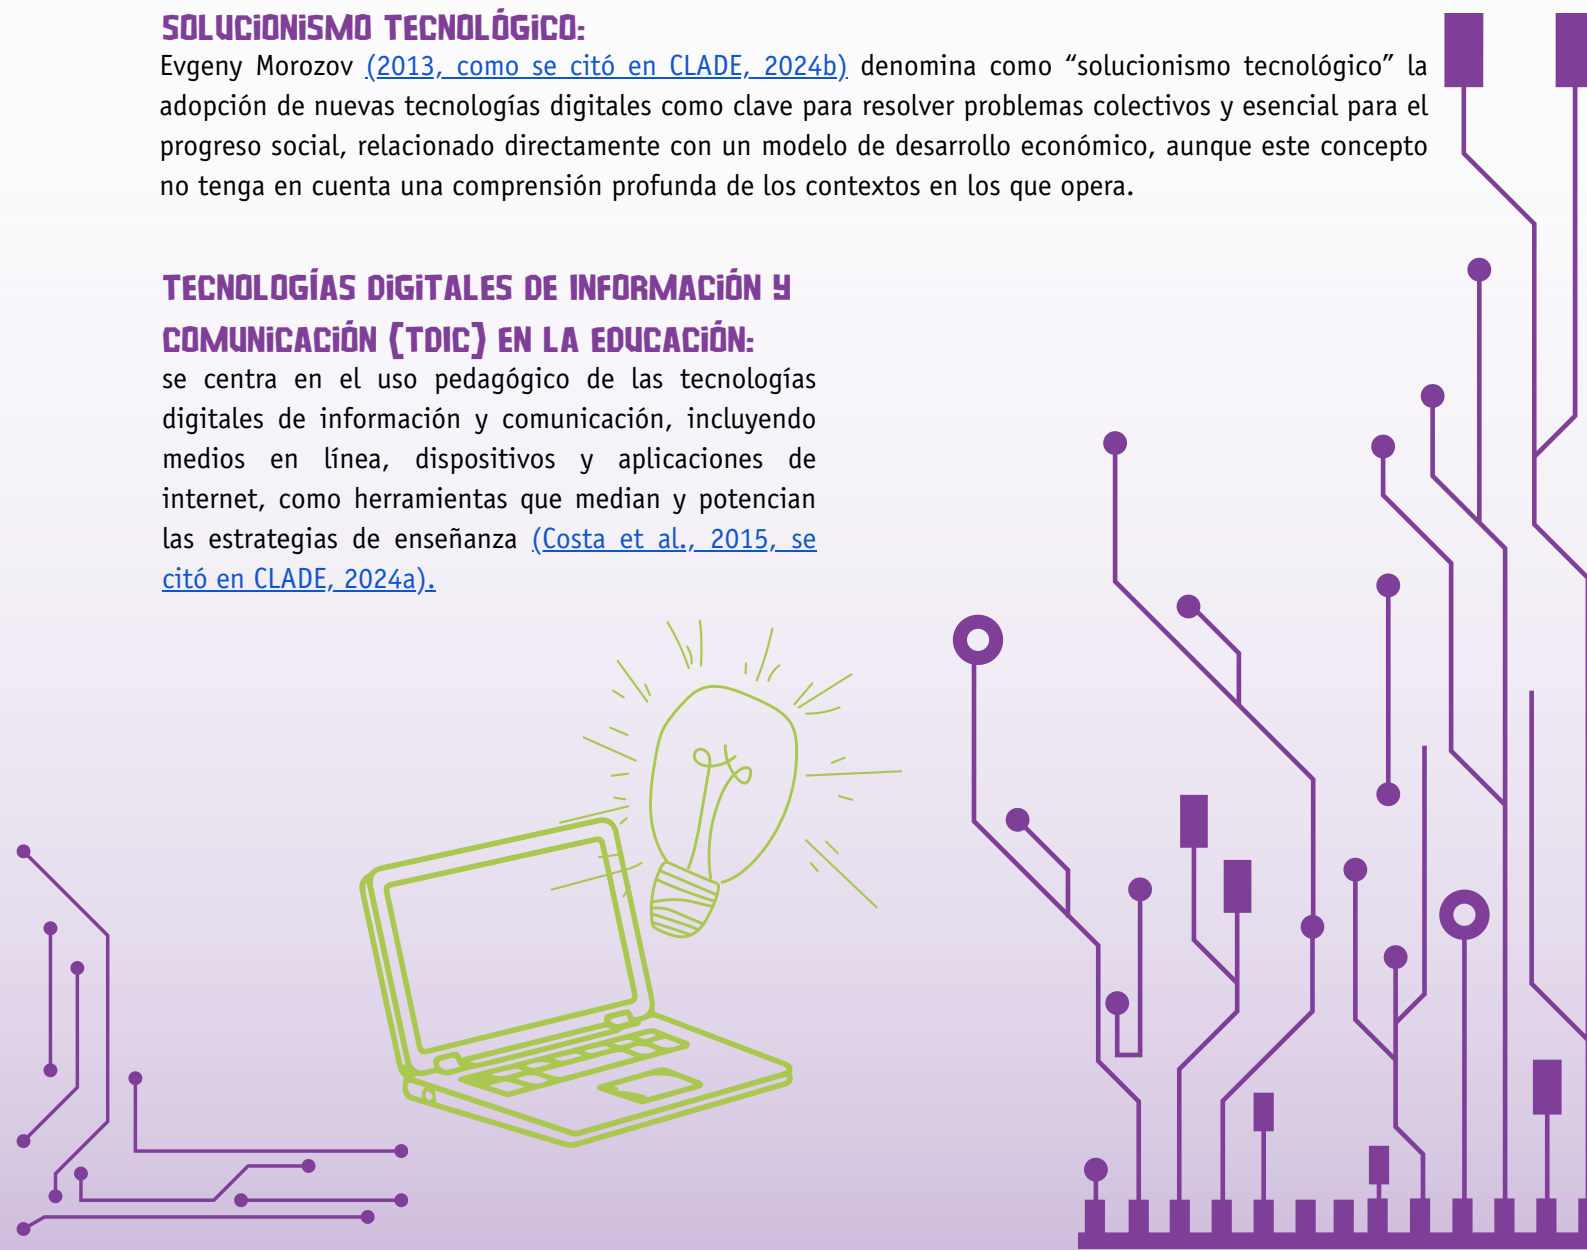 SOLUCIONISMO TECNOLÓGICO:
Evgeny Morozov (2013, como se citó en CLADE, 2024b) denomina como “solucionismo tecnológico” la
adopción de nuevas tecnologías digitales como clave para resolver problemas colectivos y esencial para el
progreso social, relacionado directamente con un modelo de desarrollo económico, aunque este concepto
no tenga en cuenta una comprensión profunda de los contextos en los que opera.
TECNOLOGÍAS DIGITALES DE INFORMACIÓN Y
COMUNICACIÓN (TDIC) EN LA EDUCACIÓN:
se centra en el uso pedagógico de las tecnologías
digitales de información y comunicación, incluyendo
medios en línea, dispositivos y aplicaciones de
internet, como herramientas que median y potencian
las estrategias de enseñanza (Costa et al., 2015, se
citó en CLADE, 2024a).